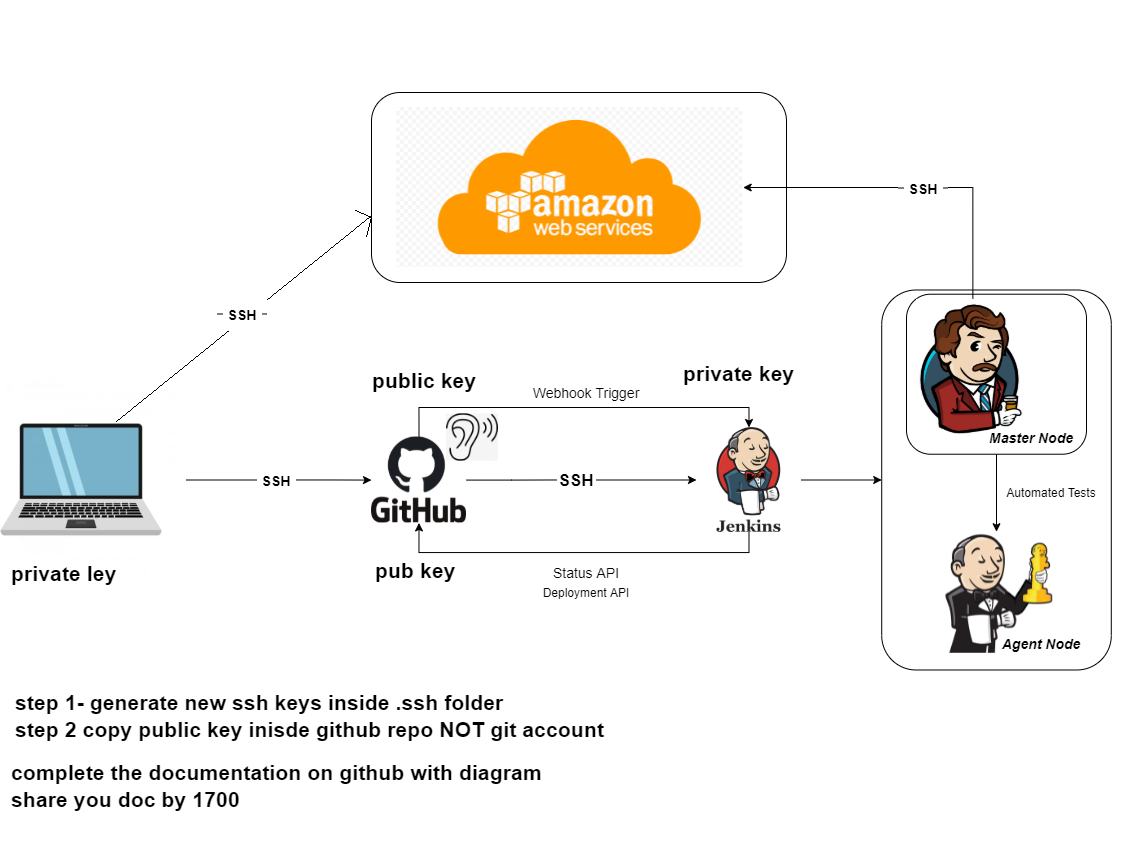 amazon
web services
SSH
SSH
public key
private key
Webhook Trigger
Master Node
SSH
GitHub
SSH
Jenkins
Automated Tests
private ley
pub key
Status API
Deployment API
Agent Node
step 1- generate new ssh keys inside .ssh folder
step 2 copy public key inisde github repo NOT git account
complete the documentation on github with diagram
share you doc by 1700